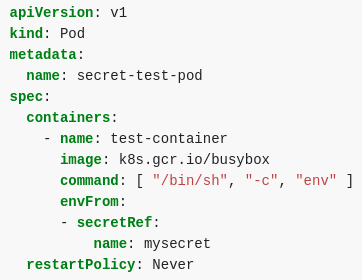 apiVersion: v1
kind: Pod
metadata:
  name: secret-test-pod
spec:
  containers:
    - name: test-container
      image: k8s.gcr.io/busybox
      command: [ "/bin/sh", "-c", "env" ]
      envFrom:
      - secretRef:
          name: mysecret
  restartPolicy: Never